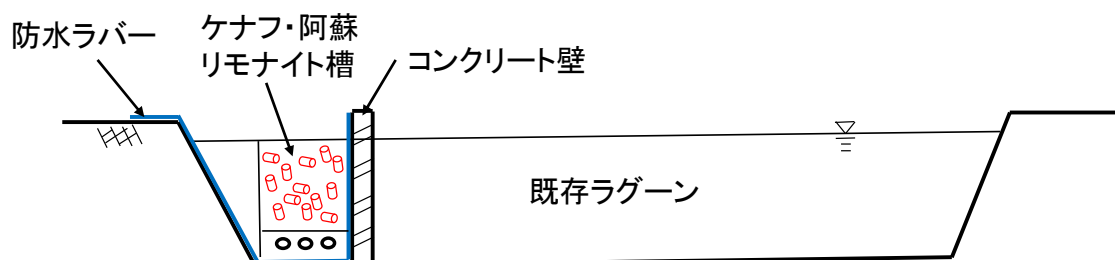 防水ラバー
ケナフ・阿蘇
リモナイト槽
コンクリート壁
既存ラグーン